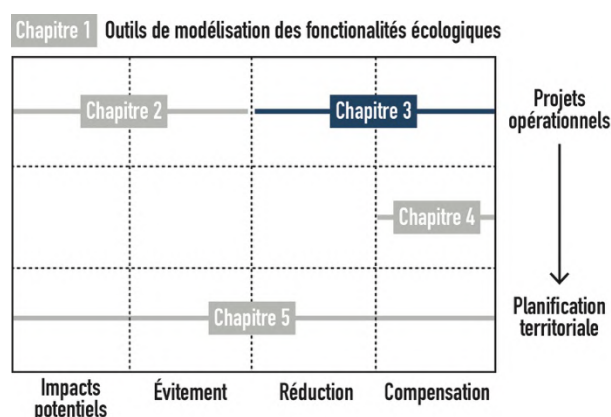 Chapitre 1 Outils de modélisation des fonctionalités écologiques
Chapitre 2
Chapitre 3
Projets
opérationnels
Chapitre 4
Chapitre 5
Planification
territoriale
Impacts
potentiels
Évitement
Réduction
Compensation